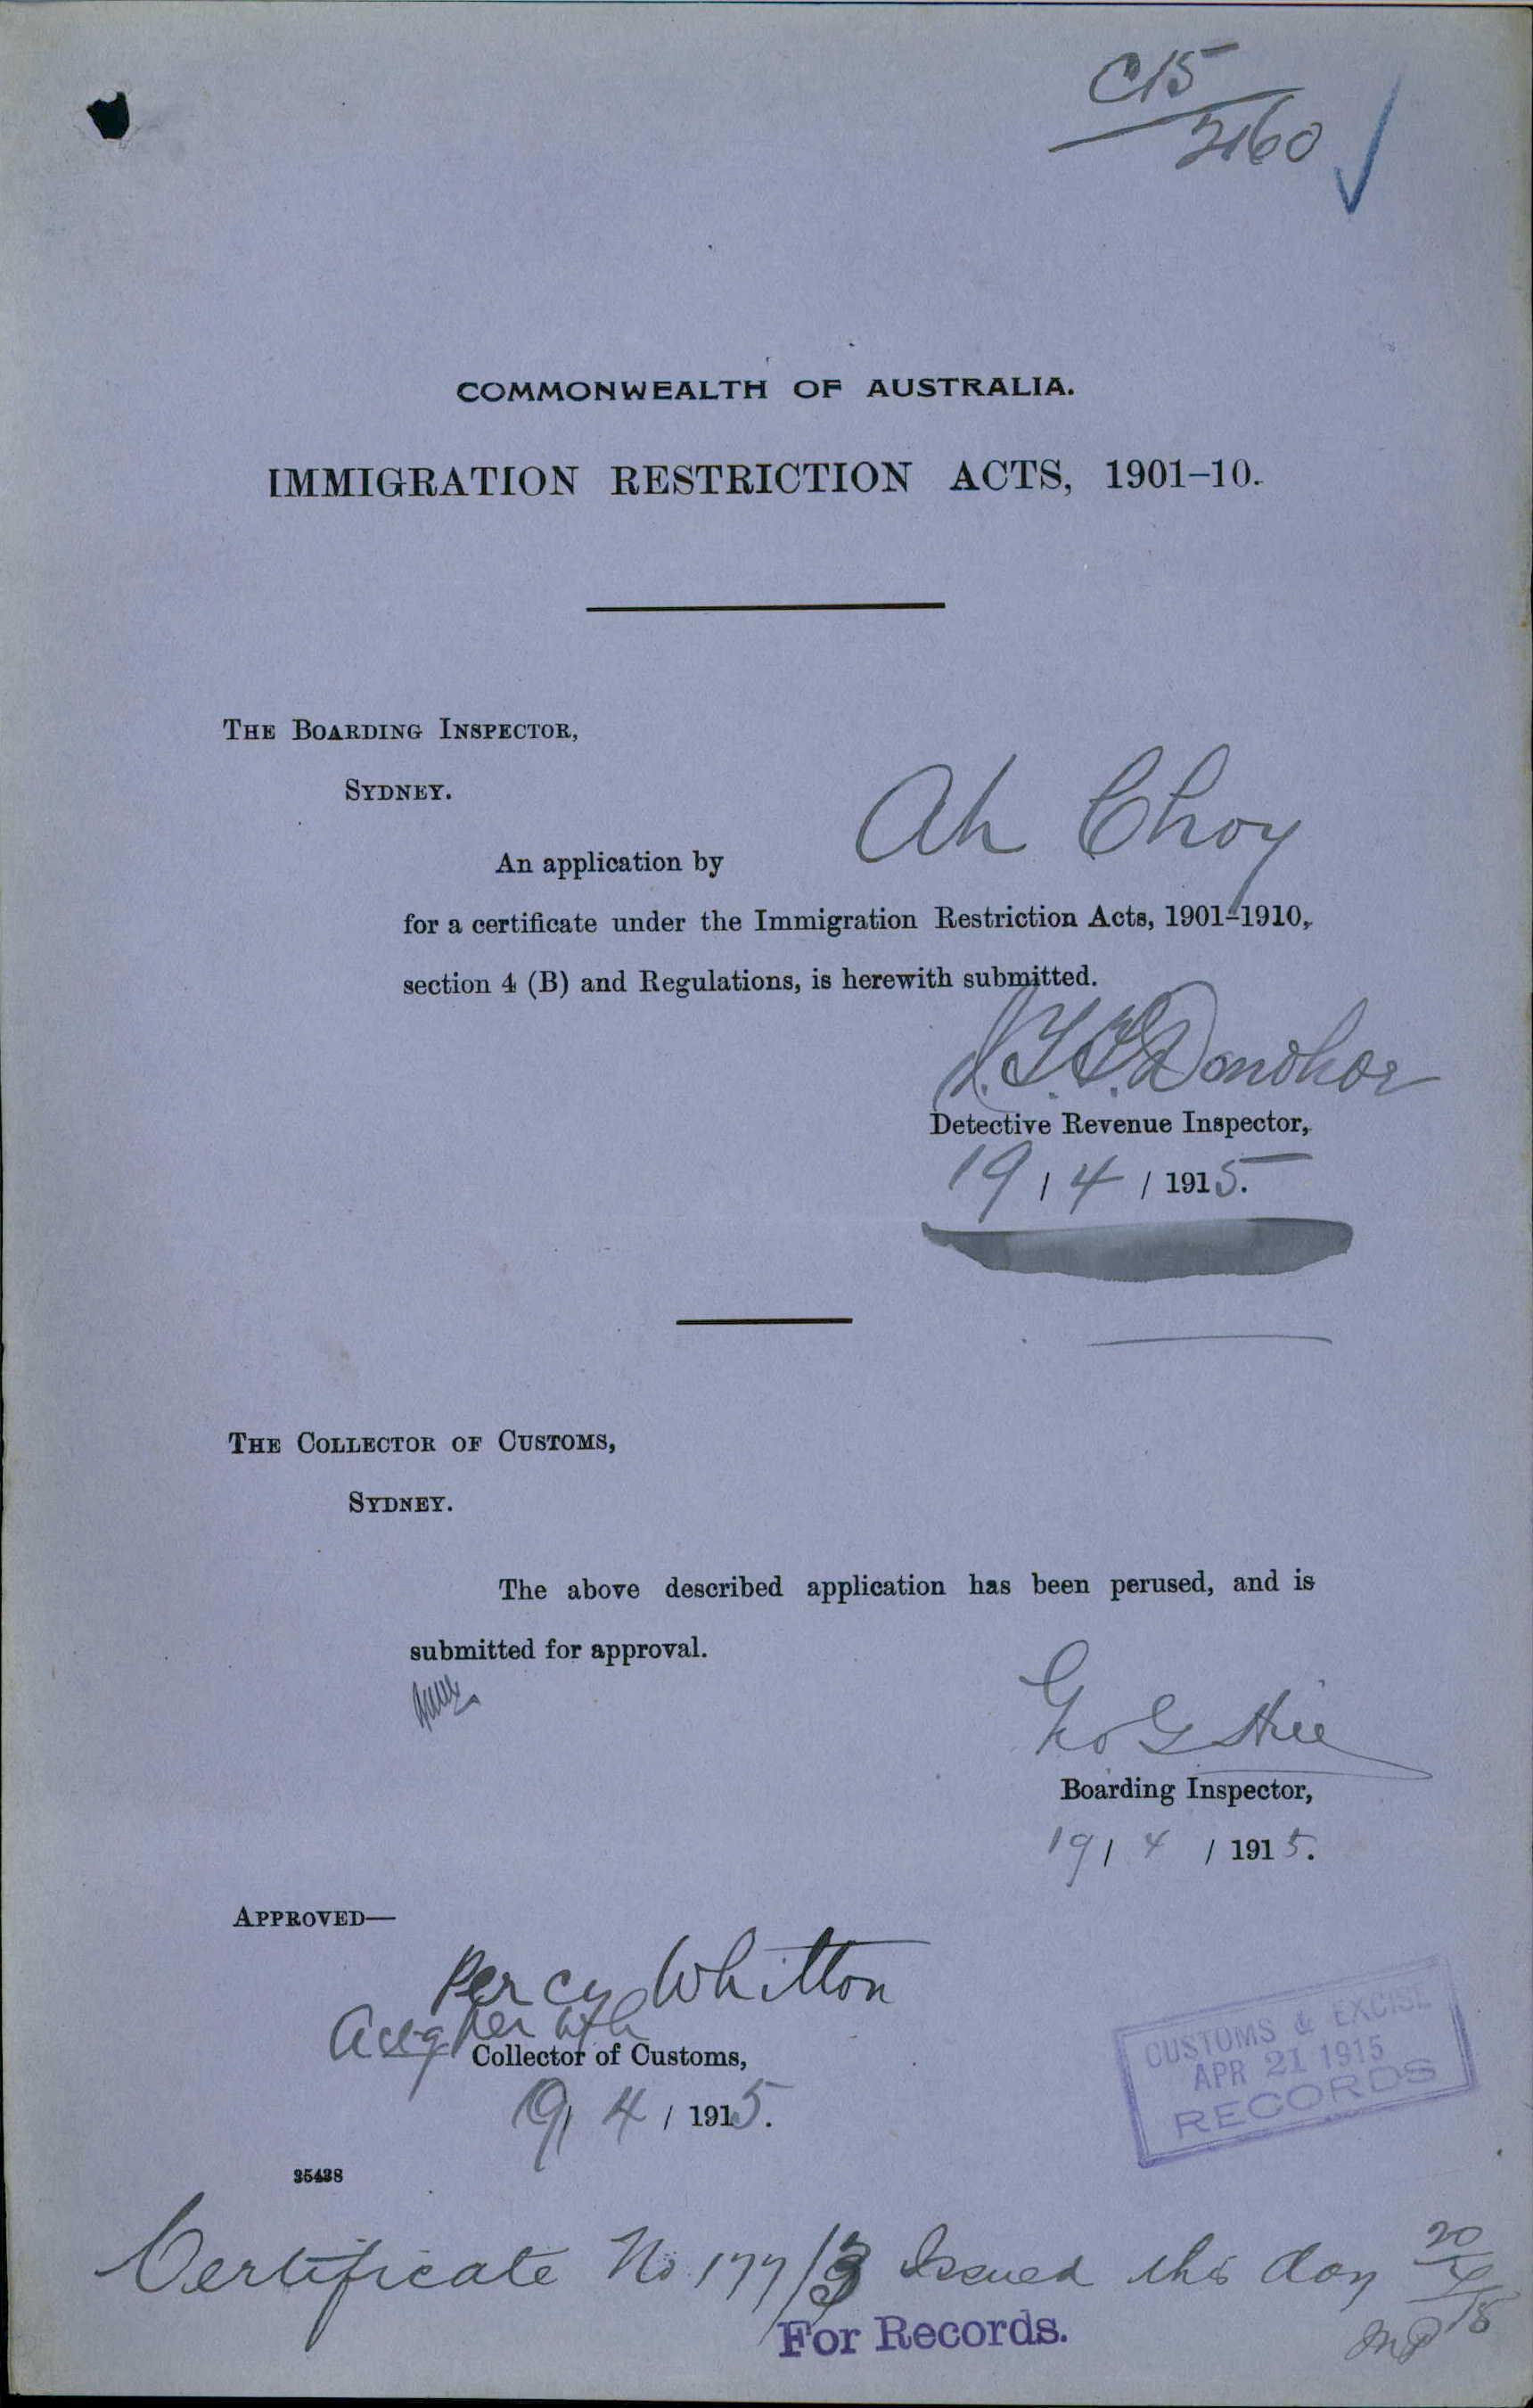 C15
2160
COMMONWEALTH OF AUSTRALIA.
IMMIGRATION RESTRICTION ACTS, 1901-10.
THE BOARDING INSPECTOR,
SYDNEY.
An application by Ah Choy
for a certificate under the Immigration Restriction Acts, 1901-1910,
section 4 (B) and Regulations, is herewith submitted.
J.T.T. Donohoe
Detective Revenue Inspector,
19 / 4 / 1915.
THE COLLECTOR OF CUSTOMS,
SYDNEY.
The above described application has been perused, and is
submitted for approval.
Boarding Inspector,
19 / 4 / 1915.
APPROVED—
Percy Whitton
Collector of Customs,
19/ 4 / 1915.
CUSTOMS & EXCISE
APR 21 1915
RECORDS
35438
Certificate No. 177/3 Issued this day 20/4/15
For Records.